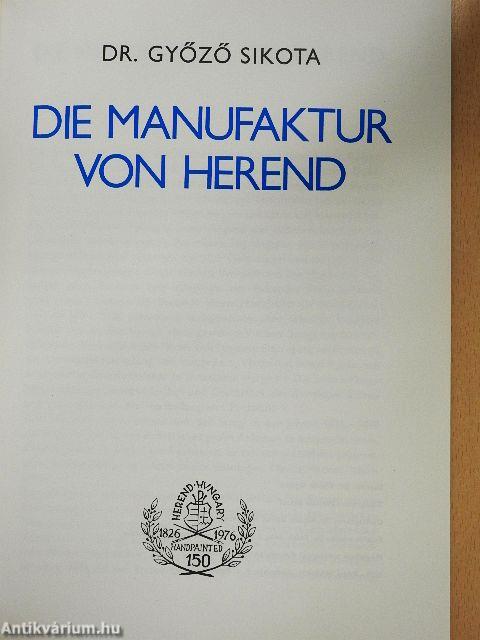 DR. GYŐZŐ SIKOTA
DIE MANUFAKTUR
VON HEREND
HEREND·HUNGARY
1826 1976
HANDPAINTED
150
Antikvárium.hu